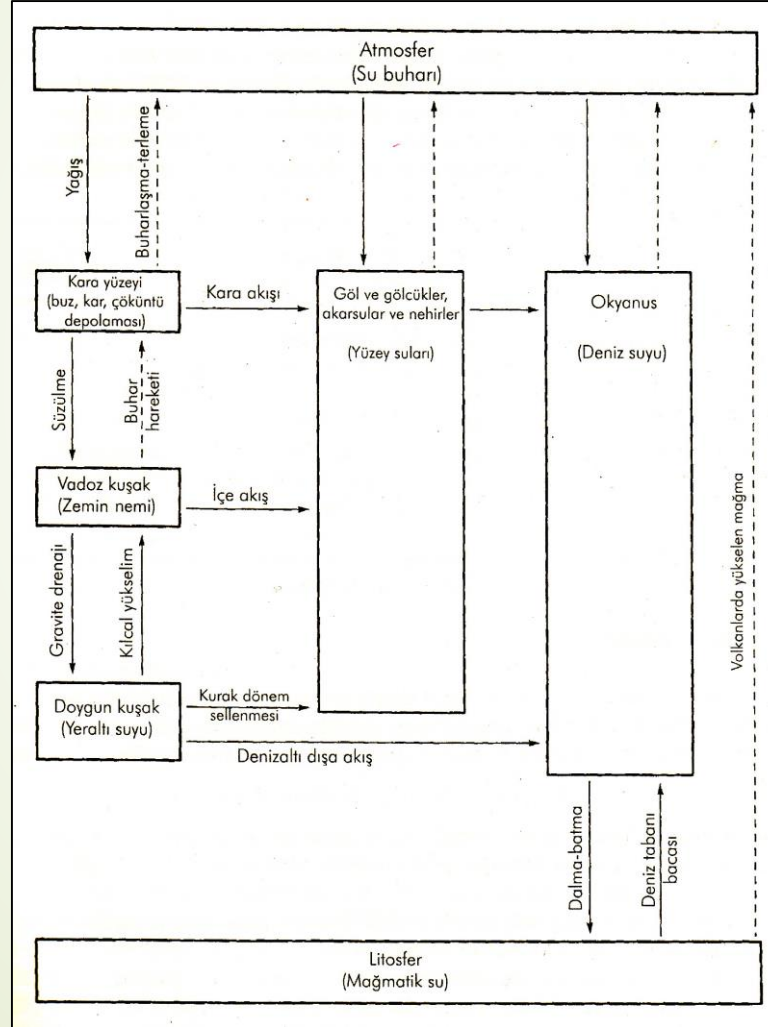 Atmosfer
(Su buharı)
Yağış
Buharlaşma-terleme
Kara yüzeyi
(buz, kar, çöküntü
depolaması)
Kara akışı
Göl ve gölcükler,
akarsular ve nehirler
(Yüzey suları)
Okyanus
(Deniz suyu)
Süzülme
Buhar
hareketi
Vadoz kuşak
(Zemin nemi)
İçe akış
Gravite drenajı
Kılcal yükselim
Doygun kuşak
(Yeraltı suyu)
Kurak dönem
sellenmesi
Denizaltı dışa akış
Volkanlarda yükselen mağma
Dalma-batma
Deniz tabanı
bacası
Litosfer
(Mağmatik su)